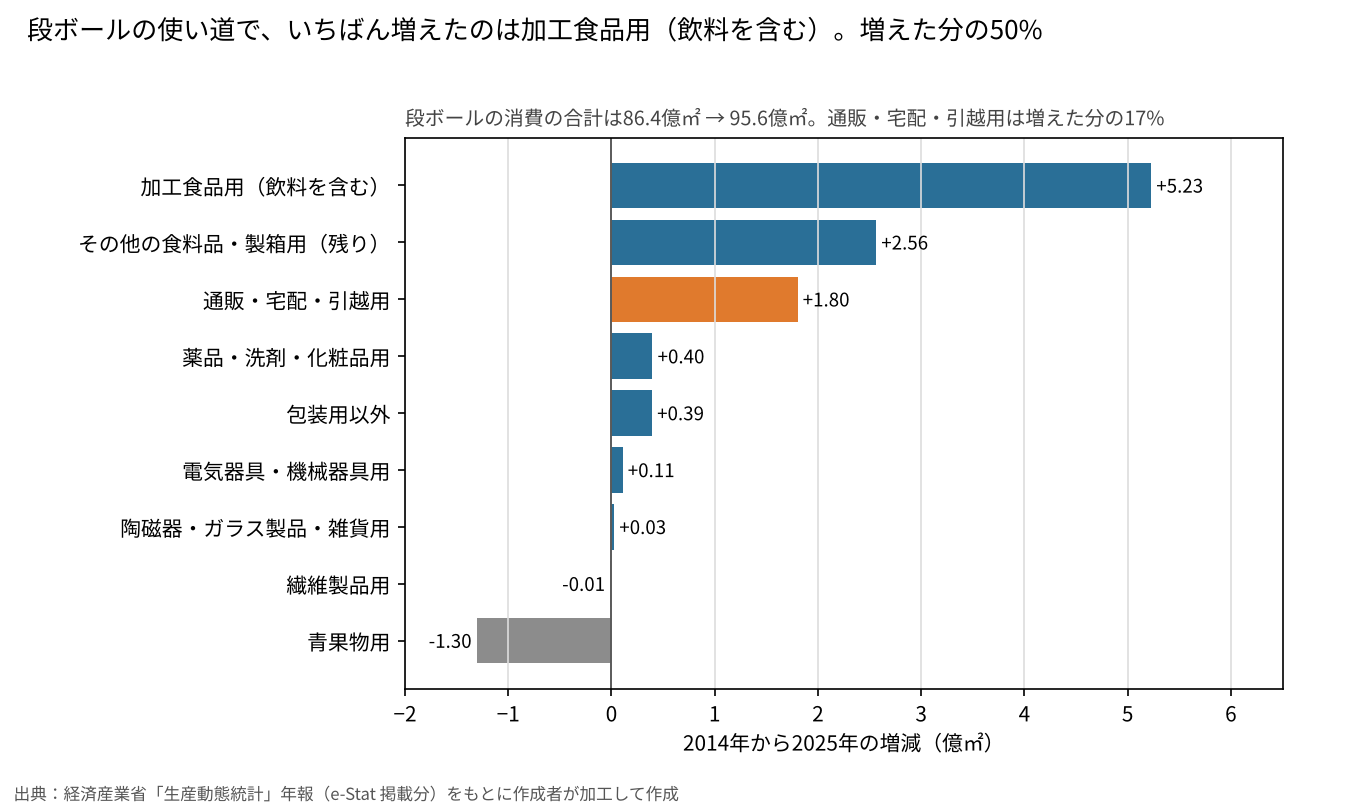 段ボールの使い道で、いちばん増えたのは加工食品用（飲料を含む）。増えた分の50%
段ボールの消費の合計は86.4億㎡ → 95.6億㎡。通販・宅配・引越用は増えた分の17%
加工食品用（飲料を含む） +5.23
その他の食料品・製箱用（残り） +2.56
通販・宅配・引越用 +1.80
薬品・洗剤・化粧品用 +0.40
包装用以外 +0.39
電気器具・機械器具用 +0.11
陶磁器・ガラス製品・雑貨用 +0.03
繊維製品用 -0.01
青果物用 -1.30
−2 −1 0 1 2 3 4 5 6
2014年から2025年の増減（億㎡）
出典：経済産業省「生産動態統計」年報（e-Stat 掲載分）をもとに作成者が加工して作成